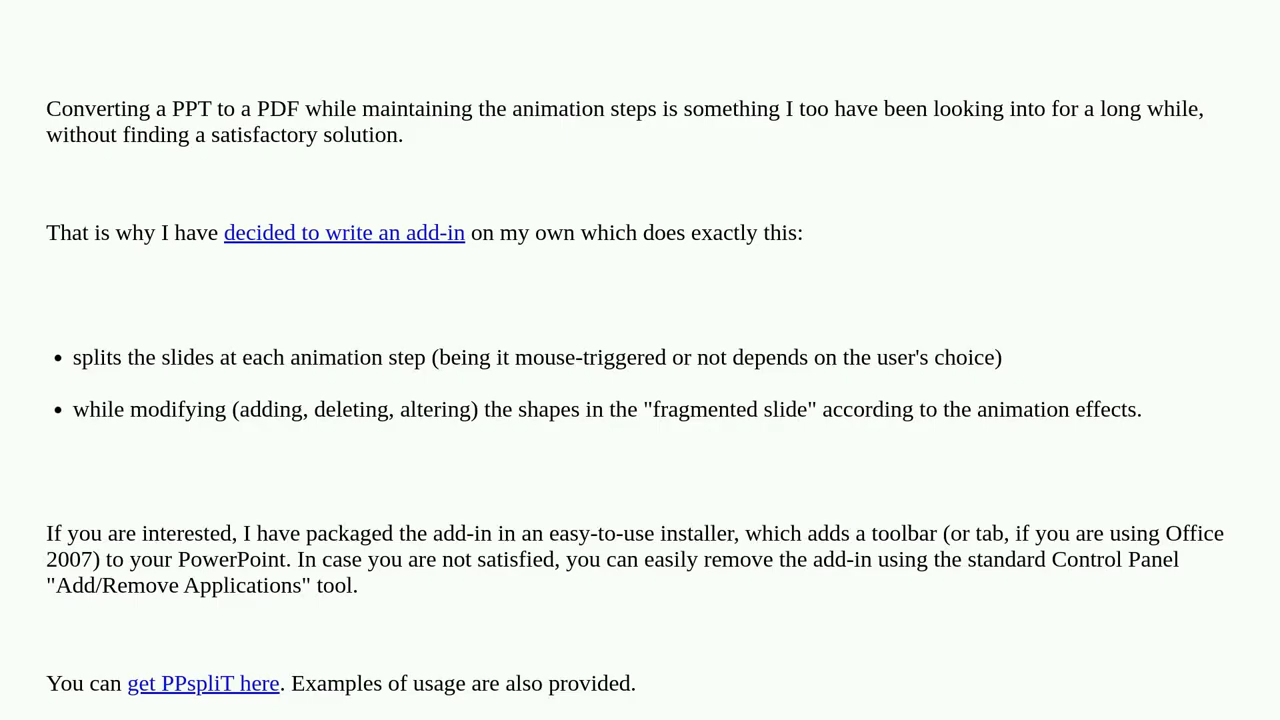 Converting a PPT to a PDF while maintaining the animation steps is something I too have been looking into for a long while,
without finding a satisfactory solution.
That is why I have decided to write an add-in on my own which does exactly this:
• splits the slides at each animation step (being it mouse-triggered or not depends on the user's choice)
• while modifying (adding, deleting, altering) the shapes in the "fragmented slide" according to the animation effects.
If you are interested, I have packaged the add-in in an easy-to-use installer, which adds a toolbar (or tab, if you are using Office
2007) to your PowerPoint. In case you are not satisfied, you can easily remove the add-in using the standard Control Panel
"Add/Remove Applications" tool.
You can get PPspliT here. Examples of usage are also provided.